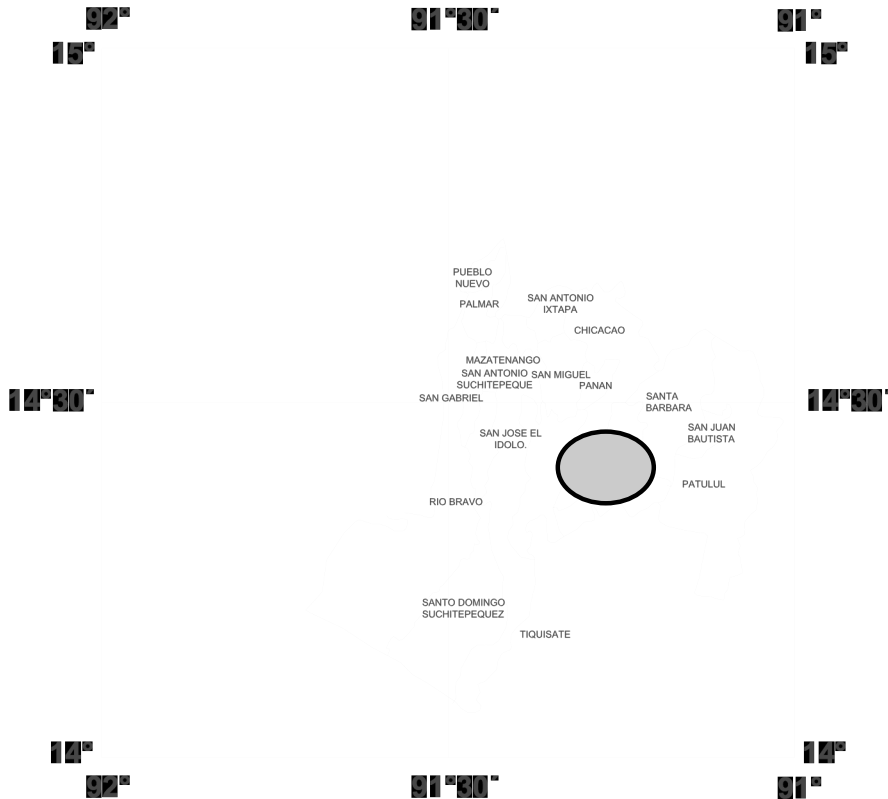 92° 91°30' 91°
15° 15°
PUEBLO
NUEVO
PALMAR
SAN ANTONIO
IXTAPA
CHICACAO
MAZATENANGO
SAN ANTONIO
SUCHITEPEQUE
SAN MIGUEL
PANAN
SAN GABRIEL
14°30' 14°30'
SANTA
BARBARA
SAN JUAN
BAUTISTA
SAN JOSE EL
IDOLO.
PATULUL
RIO BRAVO
SANTO DOMINGO
SUCHITEPEQUEZ
TIQUISATE
14° 14°
92° 91°30' 91°